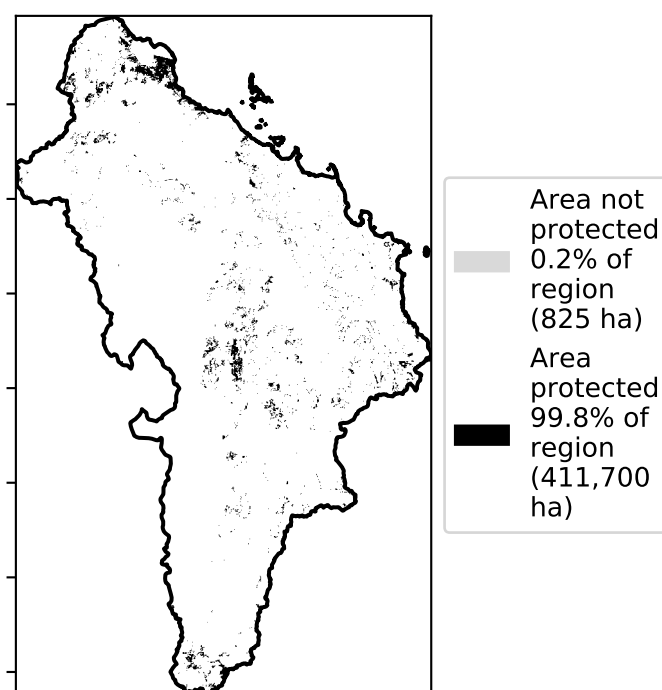 Area not
protected
0.2% of
region
(825 ha)
Area
protected
99.8% of
region
(411,700
ha)